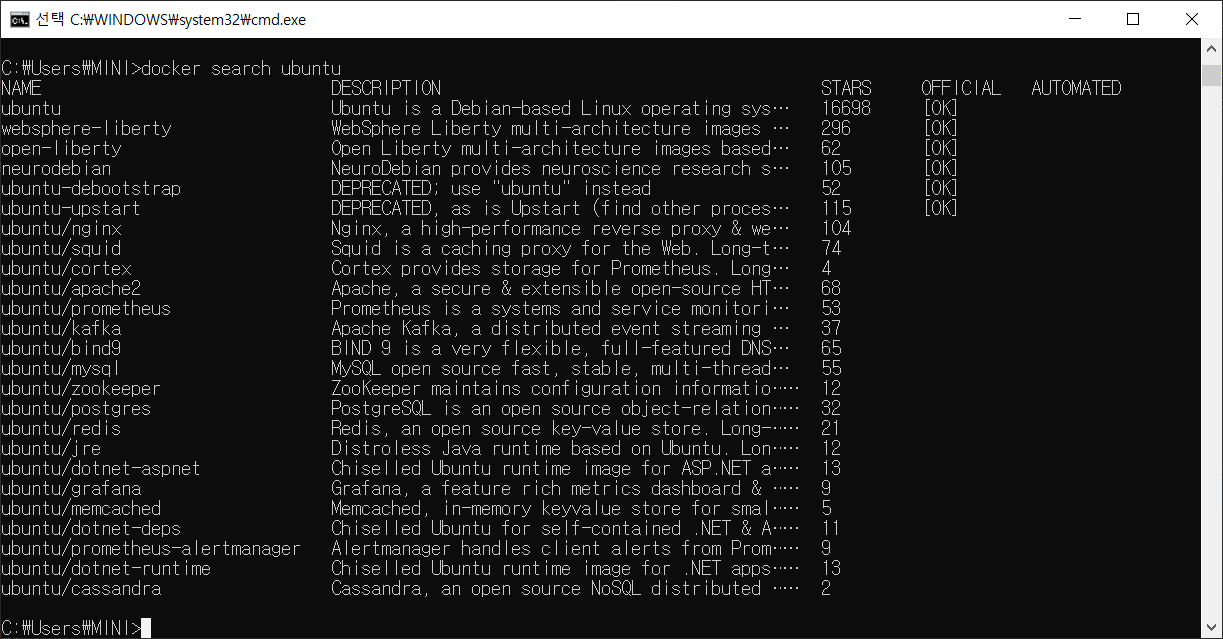 선택 C:₩WINDOWS₩system32₩cmd.exe
C:₩Users₩MINI>docker search ubuntu
NAME DESCRIPTION STARS OFFICIAL AUTOMATED
ubuntu Ubuntu is a Debian-based Linux operating sys… 16698 [OK]
websphere-liberty WebSphere Liberty multi-architecture images … 296 [OK]
open-liberty Open Liberty multi-architecture images based… 62 [OK]
neurodebian NeuroDebian provides neuroscience research s… 105 [OK]
ubuntu-debootstrap DEPRECATED; use "ubuntu" instead 52 [OK]
ubuntu-upstart DEPRECATED, as is Upstart (find other proces… 115 [OK]
ubuntu/nginx Nginx, a high-performance reverse proxy & we… 104
ubuntu/squid Squid is a caching proxy for the Web. Long-t… 74
ubuntu/cortex Cortex provides storage for Prometheus. Long… 4
ubuntu/apache2 Apache, a secure & extensible open-source HT… 68
ubuntu/prometheus Prometheus is a systems and service monitori… 53
ubuntu/kafka Apache Kafka, a distributed event streaming … 37
ubuntu/bind9 BIND 9 is a very flexible, full-featured DNS… 65
ubuntu/mysql MySQL open source fast, stable, multi-thread… 55
ubuntu/zookeeper ZooKeeper maintains configuration informatio…‥ 12
ubuntu/postgres PostgreSQL is an open source object-relation…‥ 32
ubuntu/redis Redis, an open source key-value store. Long-…‥ 21
ubuntu/jre Distroless Java runtime based on Ubuntu. Lon…‥ 12
ubuntu/dotnet-aspnet Chiselled Ubuntu runtime image for ASP.NET a…‥ 13
ubuntu/grafana Grafana, a feature rich metrics dashboard & …‥ 9
ubuntu/memcached Memcached, in-memory keyvalue store for smal…‥ 5
ubuntu/dotnet-deps Chiselled Ubuntu for self-contained .NET & A…‥ 11
ubuntu/prometheus-alertmanager Alertmanager handles client alerts from Prom…‥ 9
ubuntu/dotnet-runtime Chiselled Ubuntu runtime image for .NET apps…‥ 13
ubuntu/cassandra Cassandra, an open source NoSQL distributed …‥ 2
C:₩Users₩MINI>